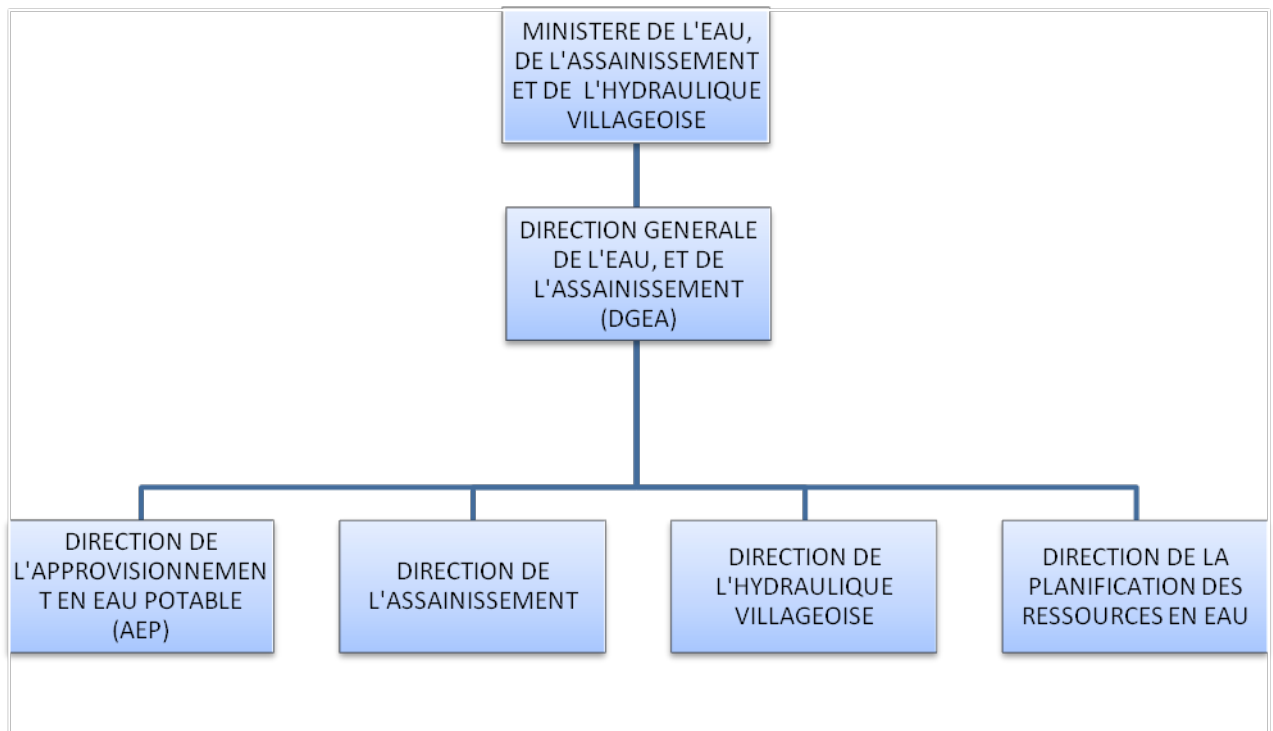 MINISTERE DE L'EAU,
DE L'ASSAINISSEMENT
ET DE L'HYDRAULIQUE
VILLAGEOISE
DIRECTION GENERALE
DE L'EAU, ET DE
L'ASSAINISSEMENT
(DGEA)
DIRECTION DE
L'APPROVISIONNEMEN
T EN EAU POTABLE
(AEP)
DIRECTION DE
L'ASSAINISSEMENT
DIRECTION DE
L'HYDRAULIQUE
VILLAGEOISE
DIRECTION DE LA
PLANIFICATION DES
RESSOURCES EN EAU